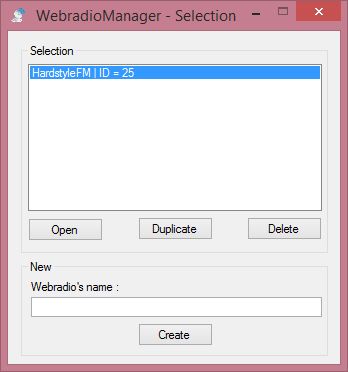 WebradioManager - Selection
Selection
HardstyleFM | ID = 25
Open Duplicate Delete
New
Webradio's name :
Create